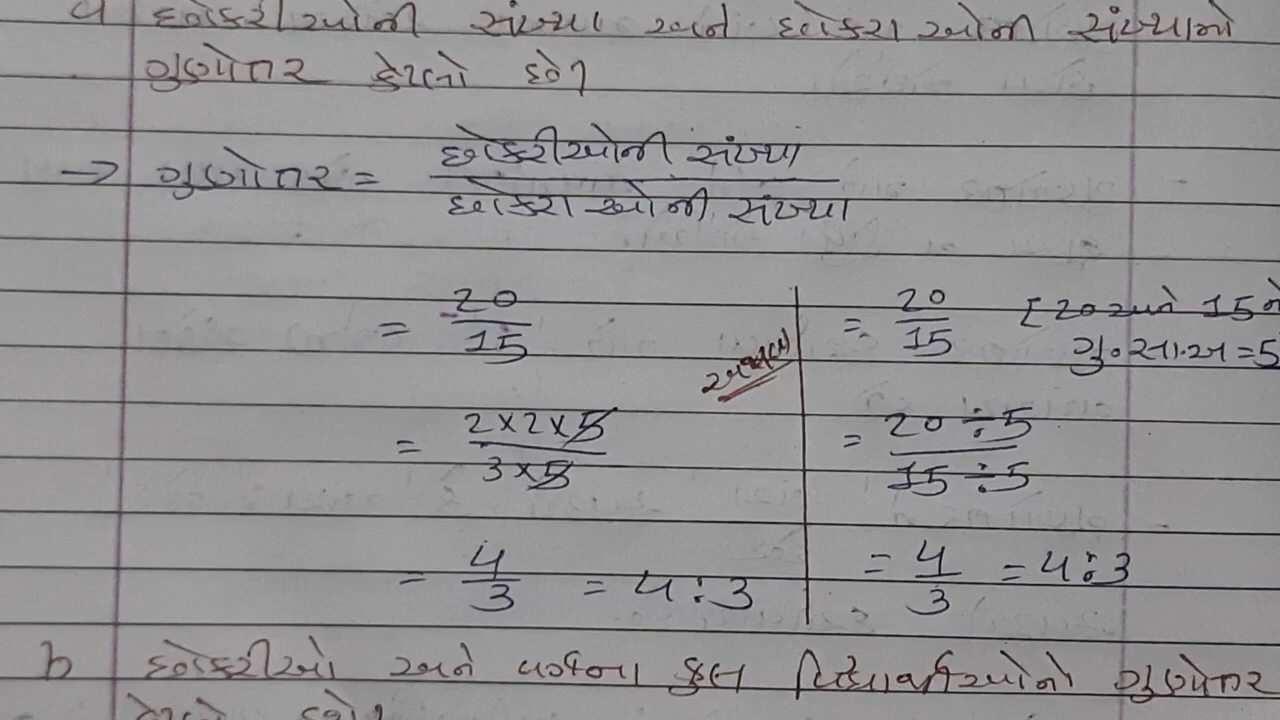 a છોકરીઓની સંખ્યા અને છોકરાઓની સંખ્યાનો
ગુણોત્તર કેટલો છે?
→ ગુણોત્તર = છોકરીઓની સંખ્યા
છોકરાઓની સંખ્યા
= 20/15
= 2×2×5/3×5
= 4/3 = 4:3
અથવા
= 20/15 [20 અને 15 નો
ગુ.સા.અ = 5
= 20÷5/15÷5
= 4/3 = 4:3
b છોકરીઓ અને વર્ગના કુલ વિદ્યાર્થીઓનો ગુણોત્તર
કેટલો છે?